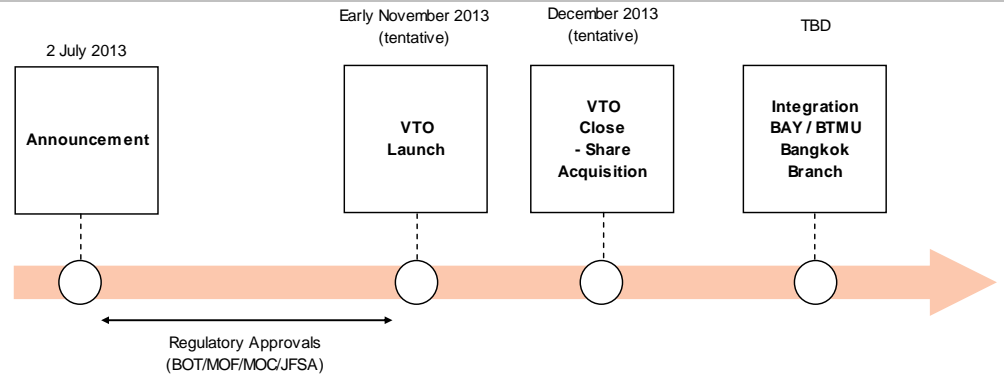 2 July 2013
Announcement
Early November 2013
(tentative)
VTO
Launch
December 2013
(tentative)
VTO
Close
- Share
Acquisition
TBD
Integration
BAY / BTMU
Bangkok
Branch
Regulatory Approvals
(BOT/MOF/MOC/JFSA)